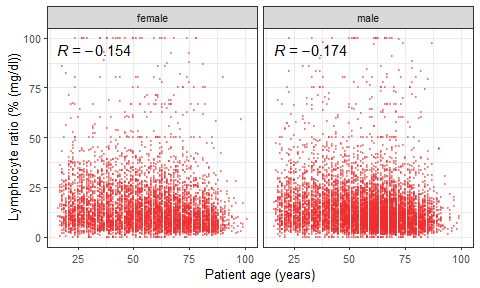 female
male
R = −0.154
R = −0.174
Lymphocyte ratio (% (mg/dl))
100
75
50
25
0
25 50 75 100
25 50 75 100
Patient age (years)